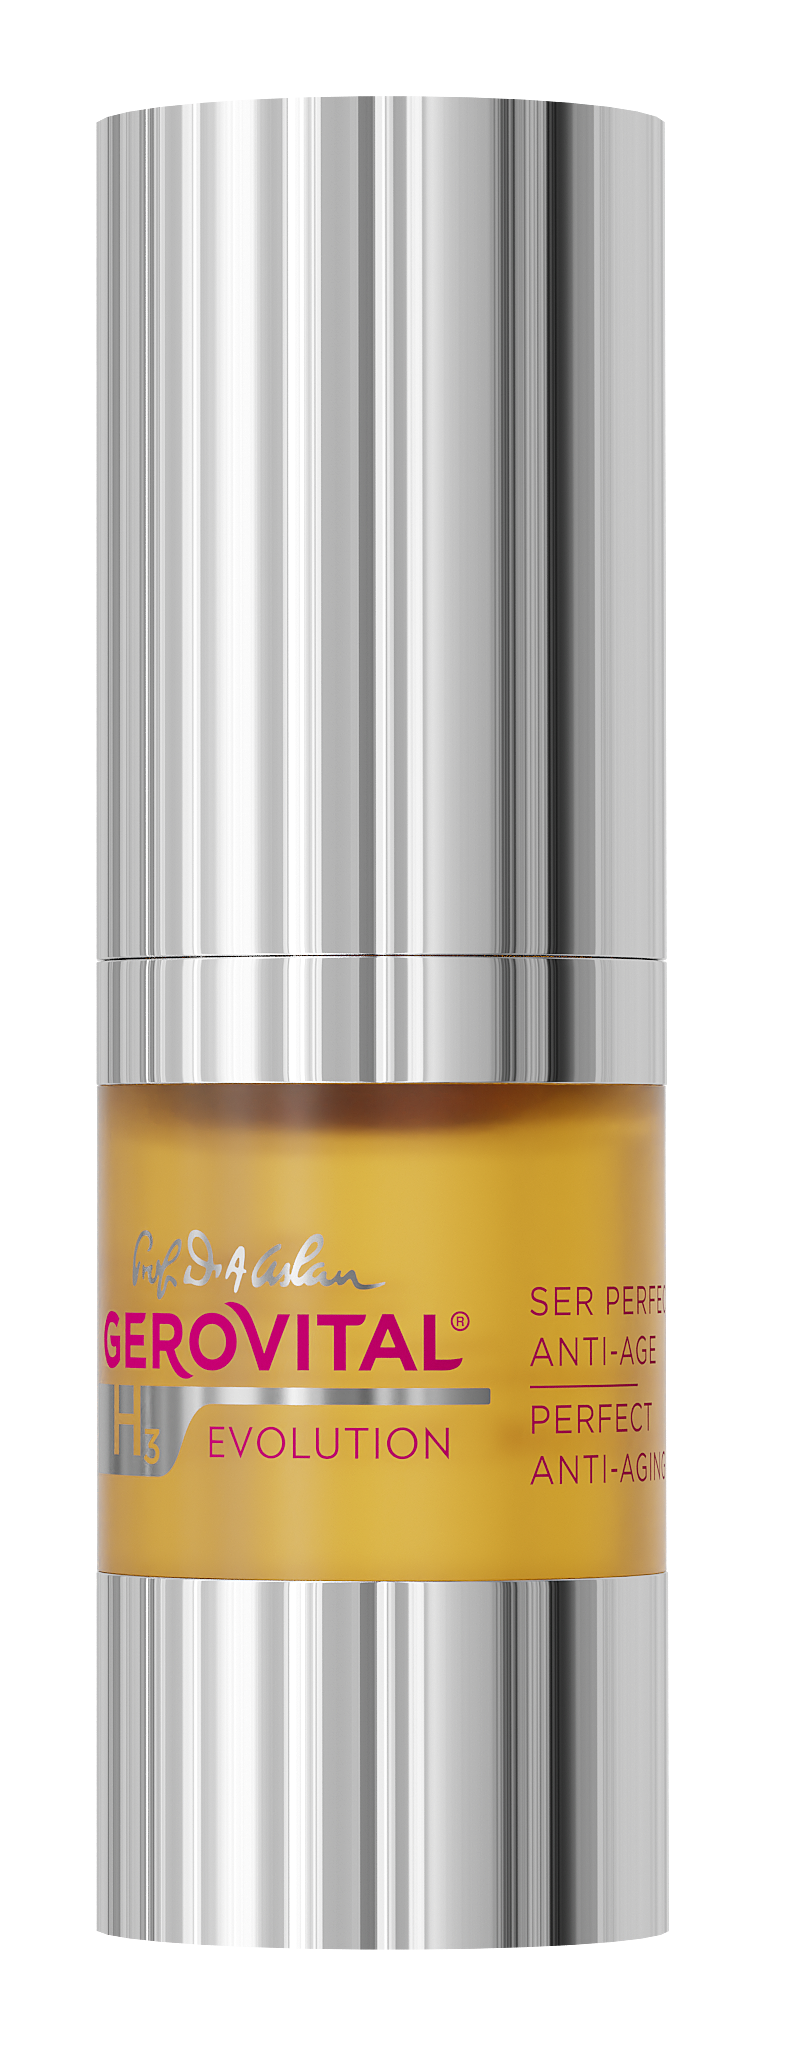 Prof. Dr A Aslan
GEROVITAL®
H3
EVOLUTION
SER PERFEC
ANTI-AGE
PERFECT
ANTI-AGING